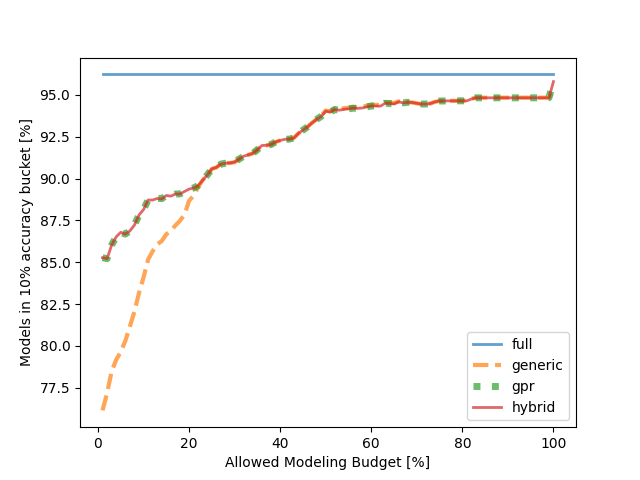 95.0
92.5
90.0
87.5
85.0
82.5
80.0
77.5
Models in 10% accuracy bucket [%]
0 20 40 60 80 100
Allowed Modeling Budget [%]
full
generic
gpr
hybrid